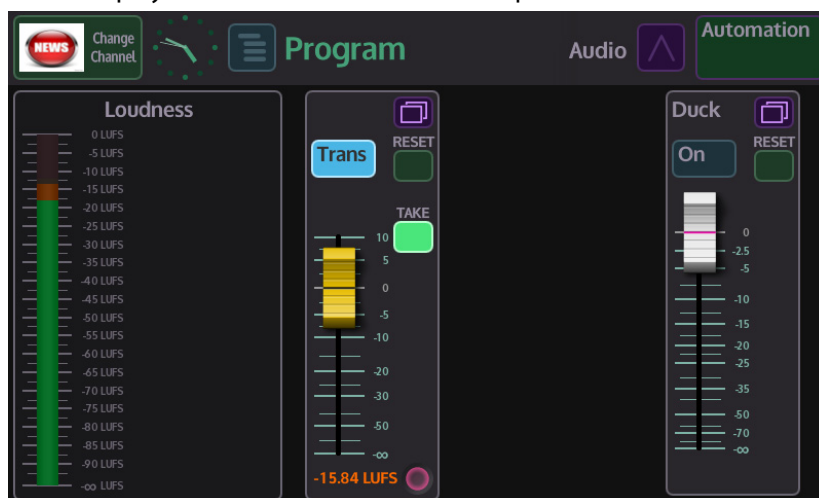 NEWS
Change
Channel
Program
Audio
Automation
Loudness
0 LUFS
-5 LUFS
-10 LUFS
-15 LUFS
-20 LUFS
-25 LUFS
-30 LUFS
-35 LUFS
-40 LUFS
-45 LUFS
-50 LUFS
-55 LUFS
-60 LUFS
-65 LUFS
-70 LUFS
-75 LUFS
-80 LUFS
-85 LUFS
-90 LUFS
-∞ LUFS
RESET
Trans
TAKE
10
5
0
-5
-10
-20
-30
-50
-∞
-15.84 LUFS
Duck
RESET
On
0
-2.5
-5
-10
-15
-20
-25
-35
-50
-70
-∞